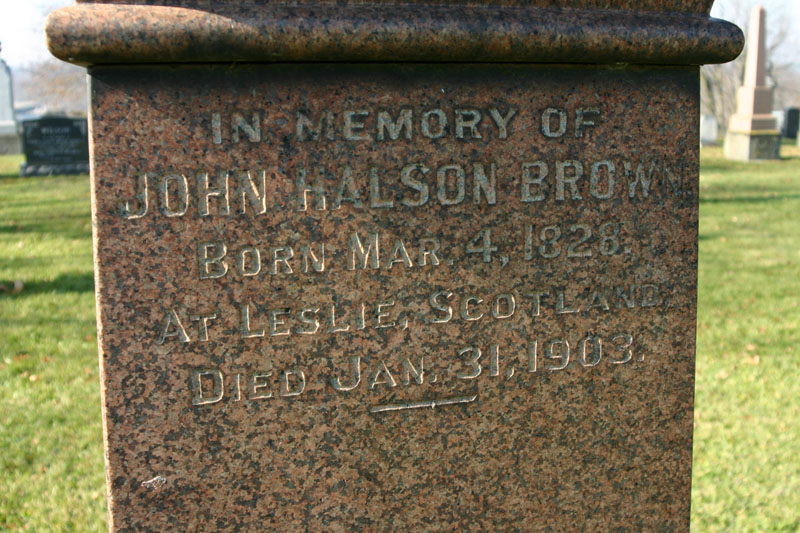 IN MEMORY OF
JOHN HALSON BROWN
BORN MAR. 4, 1828.
AT LESLIE, SCOTLAND.
DIED JAN. 31, 1903.